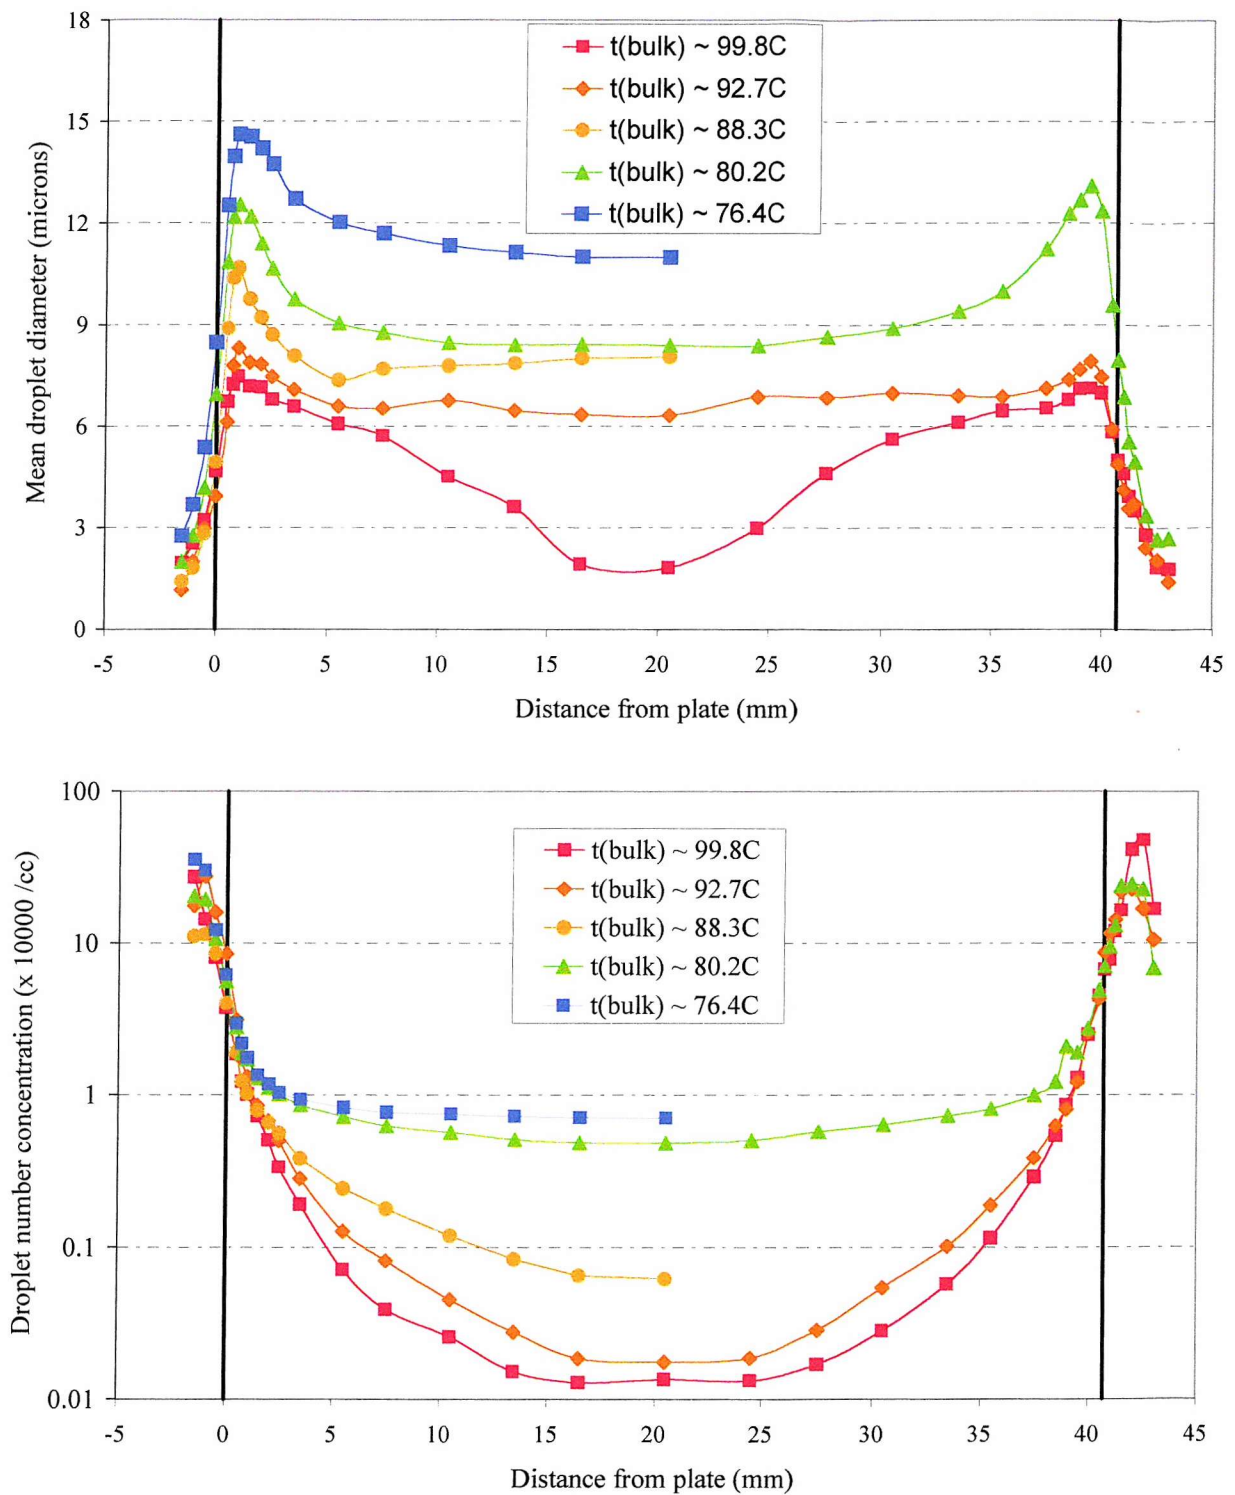 18
15
12
9
6
3
0
Mean droplet diameter (microns)
t(bulk) ~ 99.8C
t(bulk) ~ 92.7C
t(bulk) ~ 88.3C
t(bulk) ~ 80.2C
t(bulk) ~ 76.4C
-5 0 5 10 15 20 25 30 35 40 45
Distance from plate (mm)
100
10
1
0.1
0.01
Droplet number concentration (x 10000 /cc)
t(bulk) ~ 99.8C
t(bulk) ~ 92.7C
t(bulk) ~ 88.3C
t(bulk) ~ 80.2C
t(bulk) ~ 76.4C
-5 0 5 10 15 20 25 30 35 40 45
Distance from plate (mm)